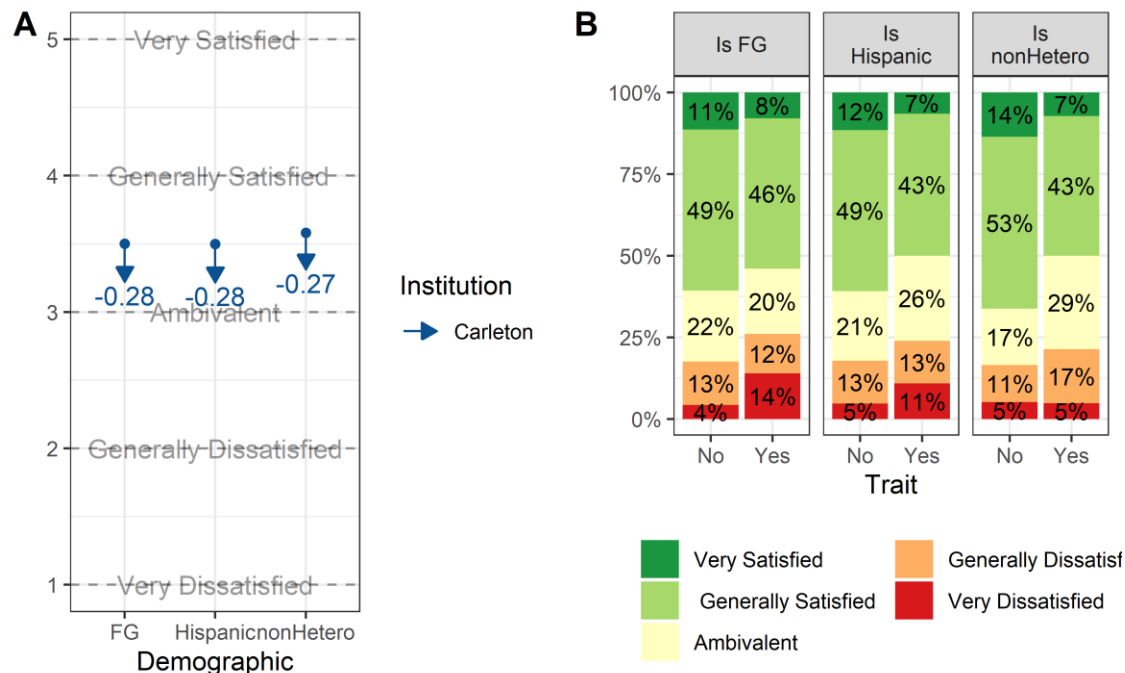 A
5
Very Satisfied
4
Generally Satisfied
-0.28
-0.28
-0.27
3
Ambivalent
2
Generally Dissatisfied
1
Very Dissatisfied
FG
Hispanic
nonHetero
Demographic
Institution
Carleton
B
Is FG
Is
Hispanic
Is
nonHetero
100%
75%
50%
25%
0%
11%
49%
22%
13%
4%
8%
46%
20%
12%
14%
12%
49%
21%
13%
5%
7%
43%
26%
13%
11%
14%
53%
17%
11%
5%
7%
43%
29%
17%
5%
No Yes
No Yes
No Yes
Trait
Very Satisfied
Generally Satisfied
Ambivalent
Generally Dissatisf
Very Dissatisfied